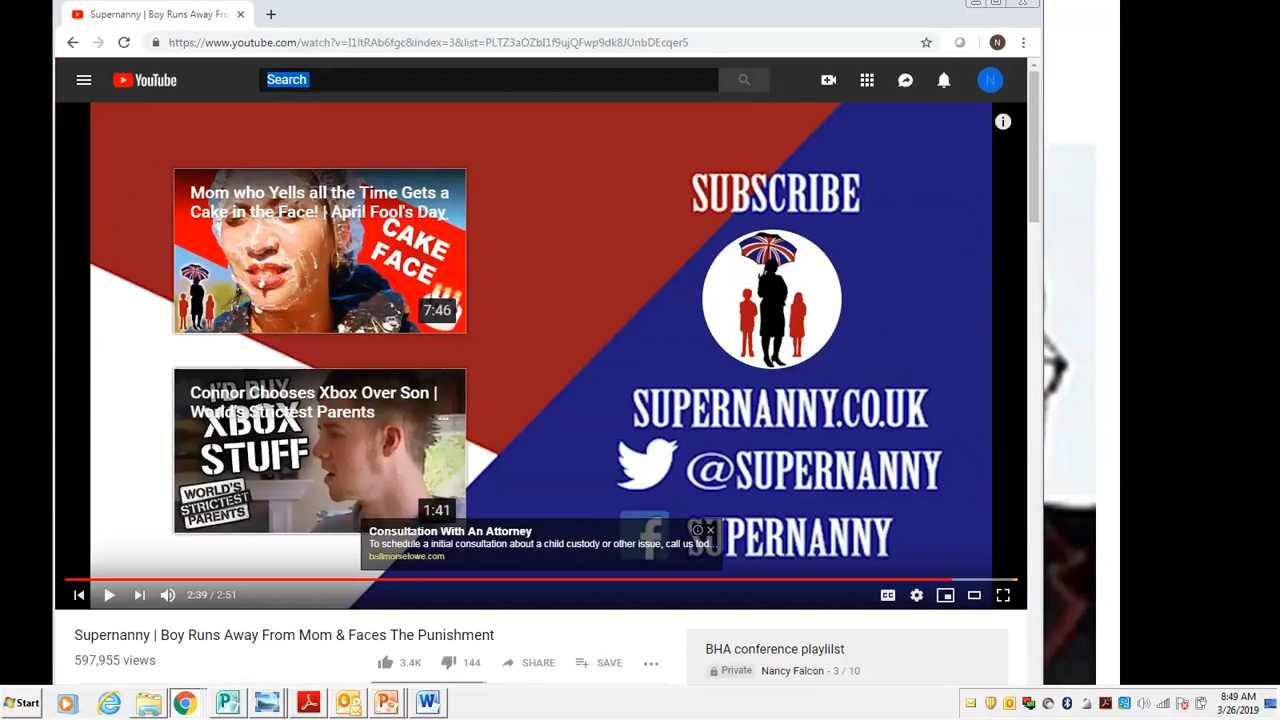 Supernanny | Boy Runs Away Fro
https://www.youtube.com/watch?v=I1ltRAb6fgc&index=3&list=PLTZ3aOZbI1f9ujQFwp9dk8JUnbDEcqer5
N
YouTube
Search
N
Mom who Yells all the Time Gets a
Cake in the Face! | April Fool's Day
CAKE
FACE
7:46
SUBSCRIBE
Connor Chooses Xbox Over Son |
World's Strictest Parents
I'D BUY
XBOX
STUFF
WORLD'S
STRICTEST
PARENTS
1:41
SUPERNANNY.CO.UK
@SUPERNANNY
SUPERNANNY
Consultation With An Attorney
To schedule a initial consultation about a child custody or other issue, call us tod...
ballmorselowe.com
2:39 / 2:51
CC
Supernanny | Boy Runs Away From Mom & Faces The Punishment
597,955 views
3.4K
144
SHARE
SAVE
BHA conference playlilst
Private
Nancy Falcon - 3 / 10
Start
8:49 AM
3/26/2019